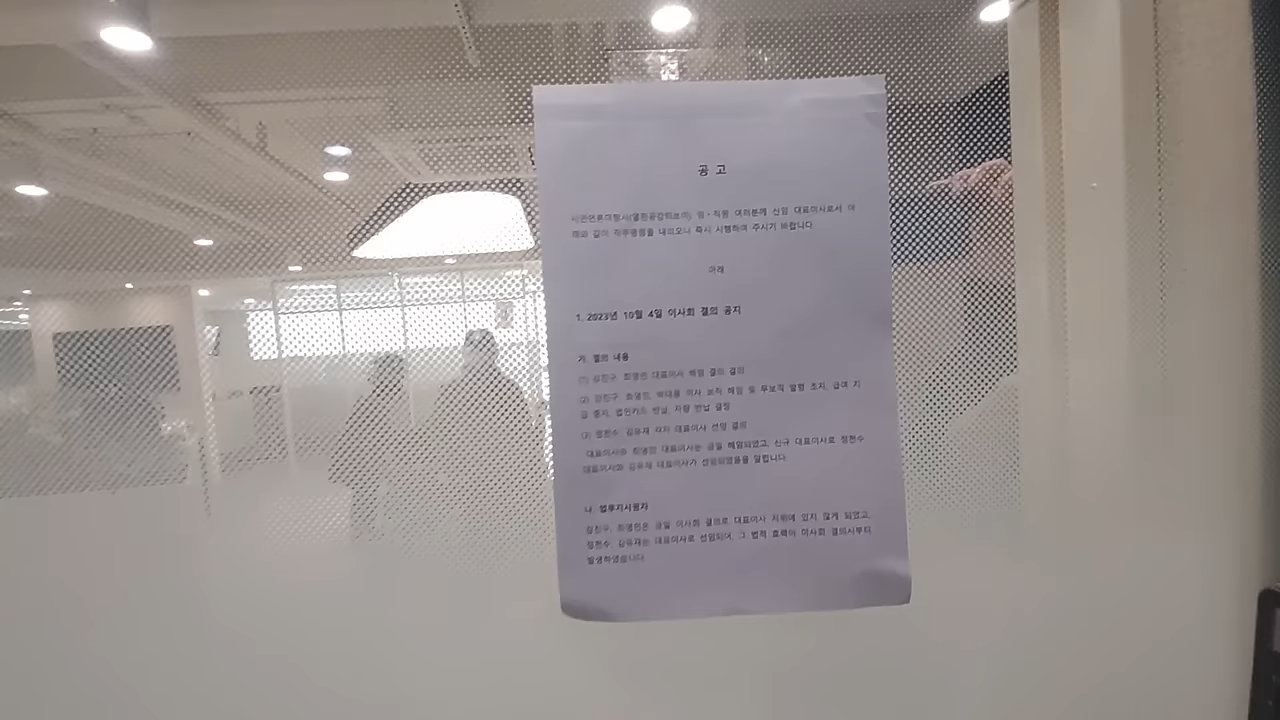 공 고
시민언론더탐사(열린공감티브이) 임·직원 여러분께 신임 대표이사로서 아
래와 같이 직무명령을 내리오니 즉시 시행하여 주시기 바랍니다
아래
1. 2023년 10월 4일 이사회 결의 공지
가. 결의 내용
(1) 강진구, 최영민 대표이사 해임 결의 결의
(2) 강진구, 최영민, 박대용 이사 보직 해임 및 무보직 발령 조치, 급여 지
급 중지, 법인카드 반납, 차량 반납 결정
(3) 정천수, 김유재 각자 대표이사 선임 결의
대표이사와 최영민 대표이사는 금일 해임되었고, 신규 대표이사로 정천수
대표이사와 김유재 대표이사가 선임되었음을 알립니다.
나. 업무지시원자
강진구, 최영민은 금일 이사회 결의로 대표이사 지위에 있지 않게 되었고,
정천수, 김유재는 대표이사로 선임되며, 그 법적 효력이 이사회 결의시부터
발생하였습니다.